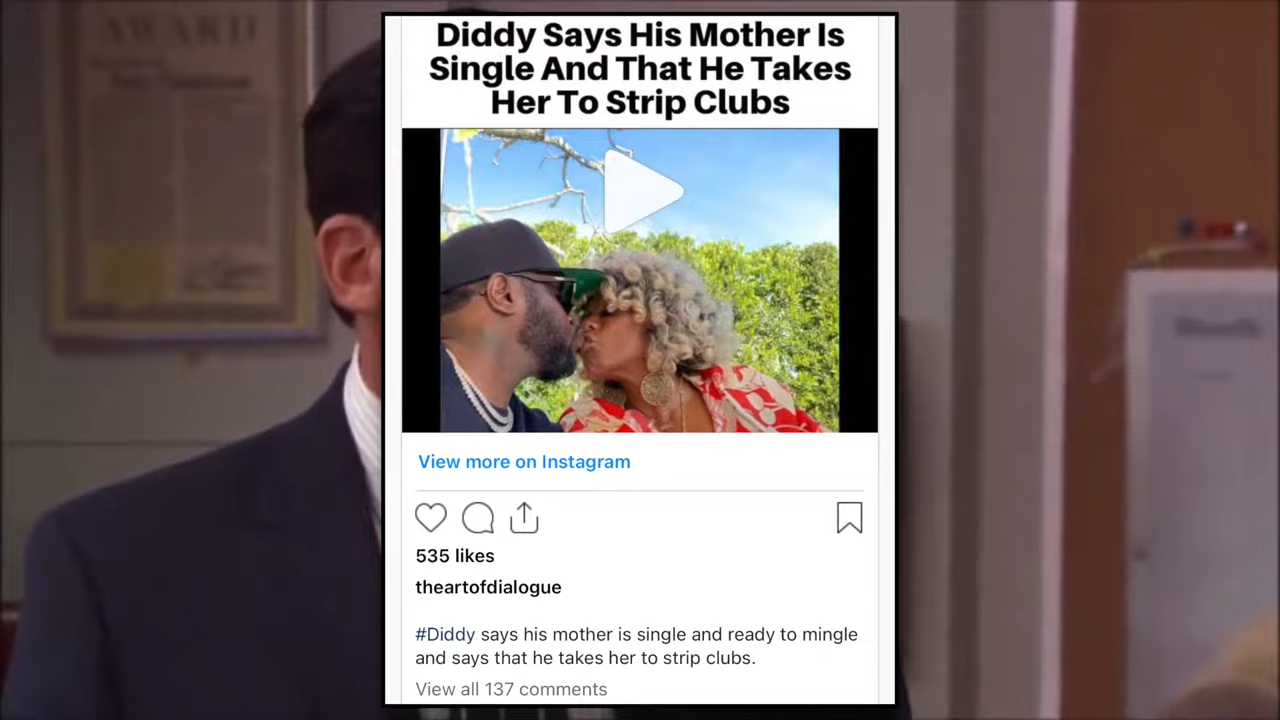 AWARD
Diddy Says His Mother Is
Single And That He Takes
Her To Strip Clubs
View more on Instagram
535 likes
theartofdialogue
#Diddy says his mother is single and ready to mingle
and says that he takes her to strip clubs.
View all 137 comments